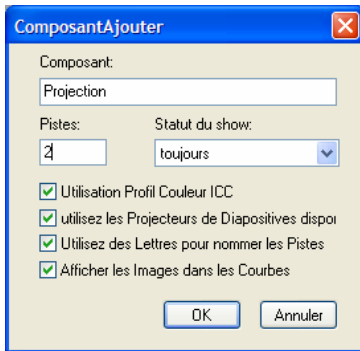 ComposantAjouter
Composant:
Projection
Pistes: Statut du show:
2 toujours
Utilisation Profil Couleur ICC
utilisez les Projecteurs de Diapositives dispor
Utilisez des Lettres pour nommer les Pistes
Afficher les Images dans les Courbes
OK Annuler